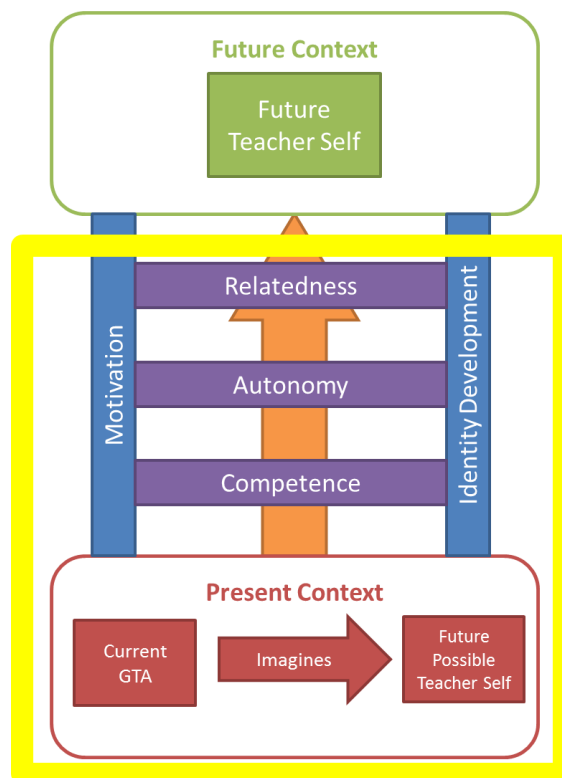 Future Context
Future
Teacher Self
Relatedness
Autonomy
Competence
Motivation
Identity Development
Present Context
Current
GTA
Imagines
Future
Possible
Teacher Self